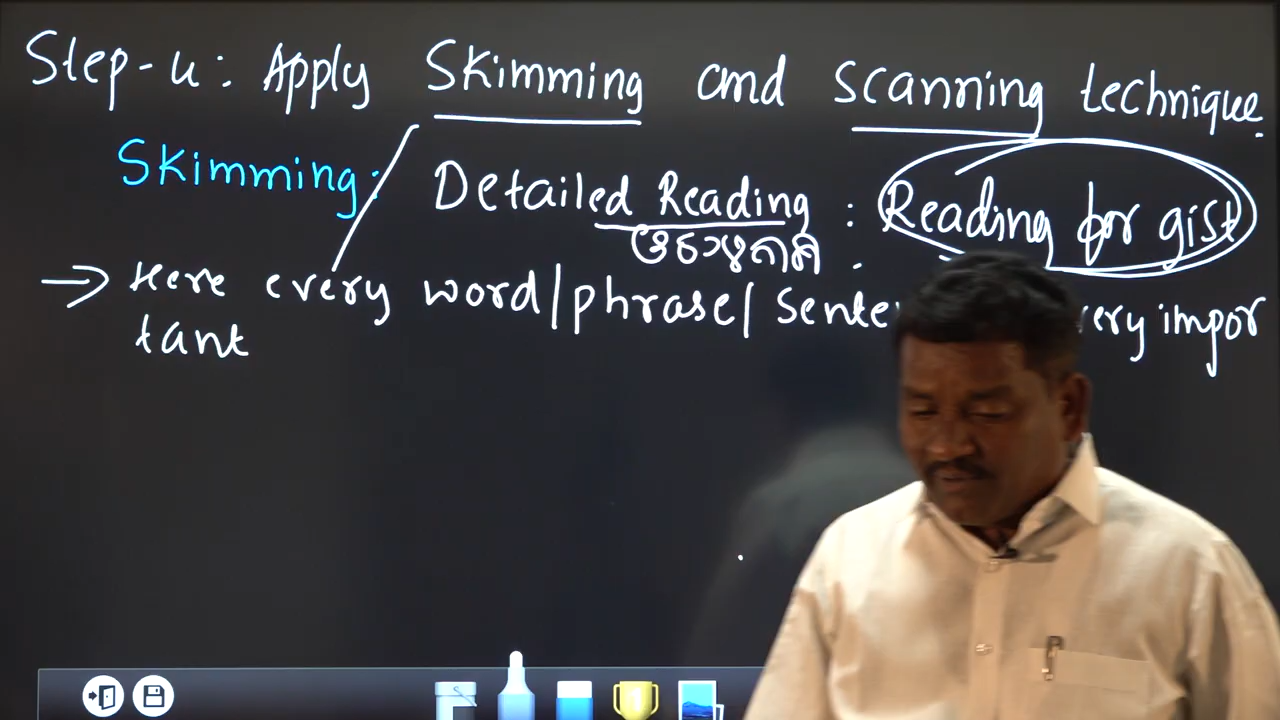 Step-4: Apply Skimming and Scanning technique.
Skimming: Detailed Reading : Reading for gist
→ Here every word/phrase/ Sente very impor
tant